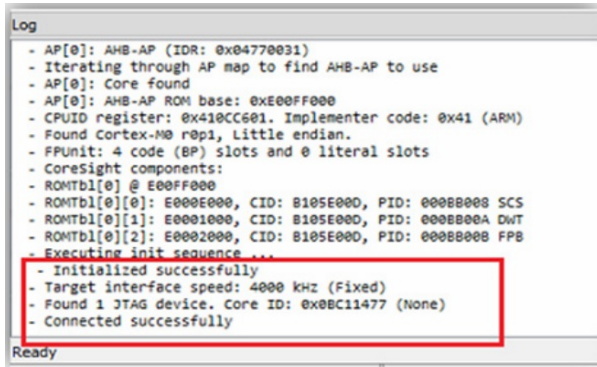 Log
- AP[0]: AHB-AP (IDR: 0x04770031)
- Iterating through AP map to find AHB-AP to use
- AP[0]: Core found
- AP[0]: AHB-AP ROM base: 0xE00FF000
- CPUID register: 0x410CC601. Implementer code: 0x41 (ARM)
- Found Cortex-M0 r0p1, Little endian.
- FPUnit: 4 code (BP) slots and 0 literal slots
- CoreSight components:
- ROMTbl[0] @ E00FF000
- ROMTbl[0][0]: E000E000, CID: B105E00D, PID: 000BB008 SCS
- ROMTbl[0][1]: E0001000, CID: B105E00D, PID: 000BB00A DWT
- ROMTbl[0][2]: E0002000, CID: B105E00D, PID: 000BB00B FPB
- Executing init sequence ...
- Initialized successfully
- Target interface speed: 4000 kHz (Fixed)
- Found 1 JTAG device. Core ID: 0x0BC11477 (None)
- Connected successfully
Ready